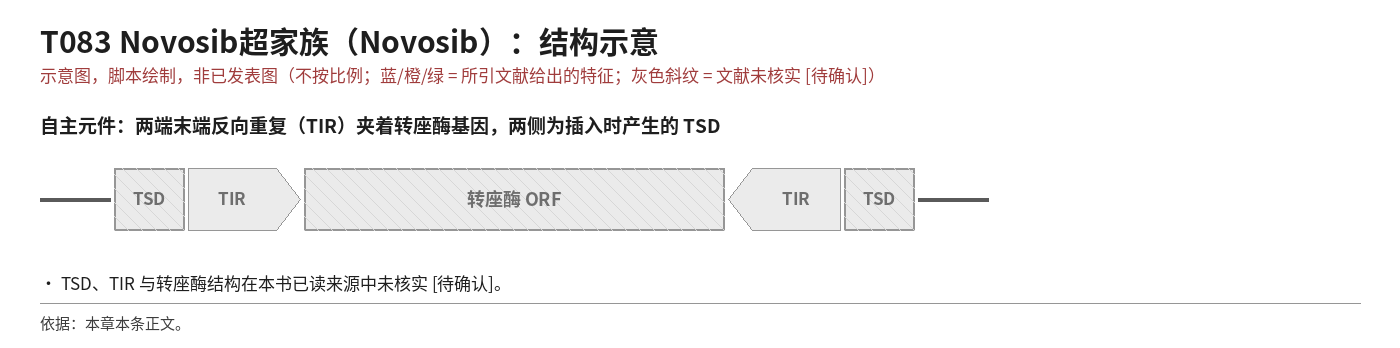 T083 Novosib超家族（Novosib）：结构示意
示意图，脚本绘制，非已发表图（不按比例；蓝/橙/绿 = 所引文献给出的特征；灰色斜纹 = 文献未核实 [待确认]）
自主元件：两端末端反向重复（TIR）夹着转座酶基因，两侧为插入时产生的 TSD
TSD TIR 转座酶 ORF TIR TSD
・ TSD、TIR 与转座酶结构在本书已读来源中未核实 [待确认]。
依据：本章本条正文。